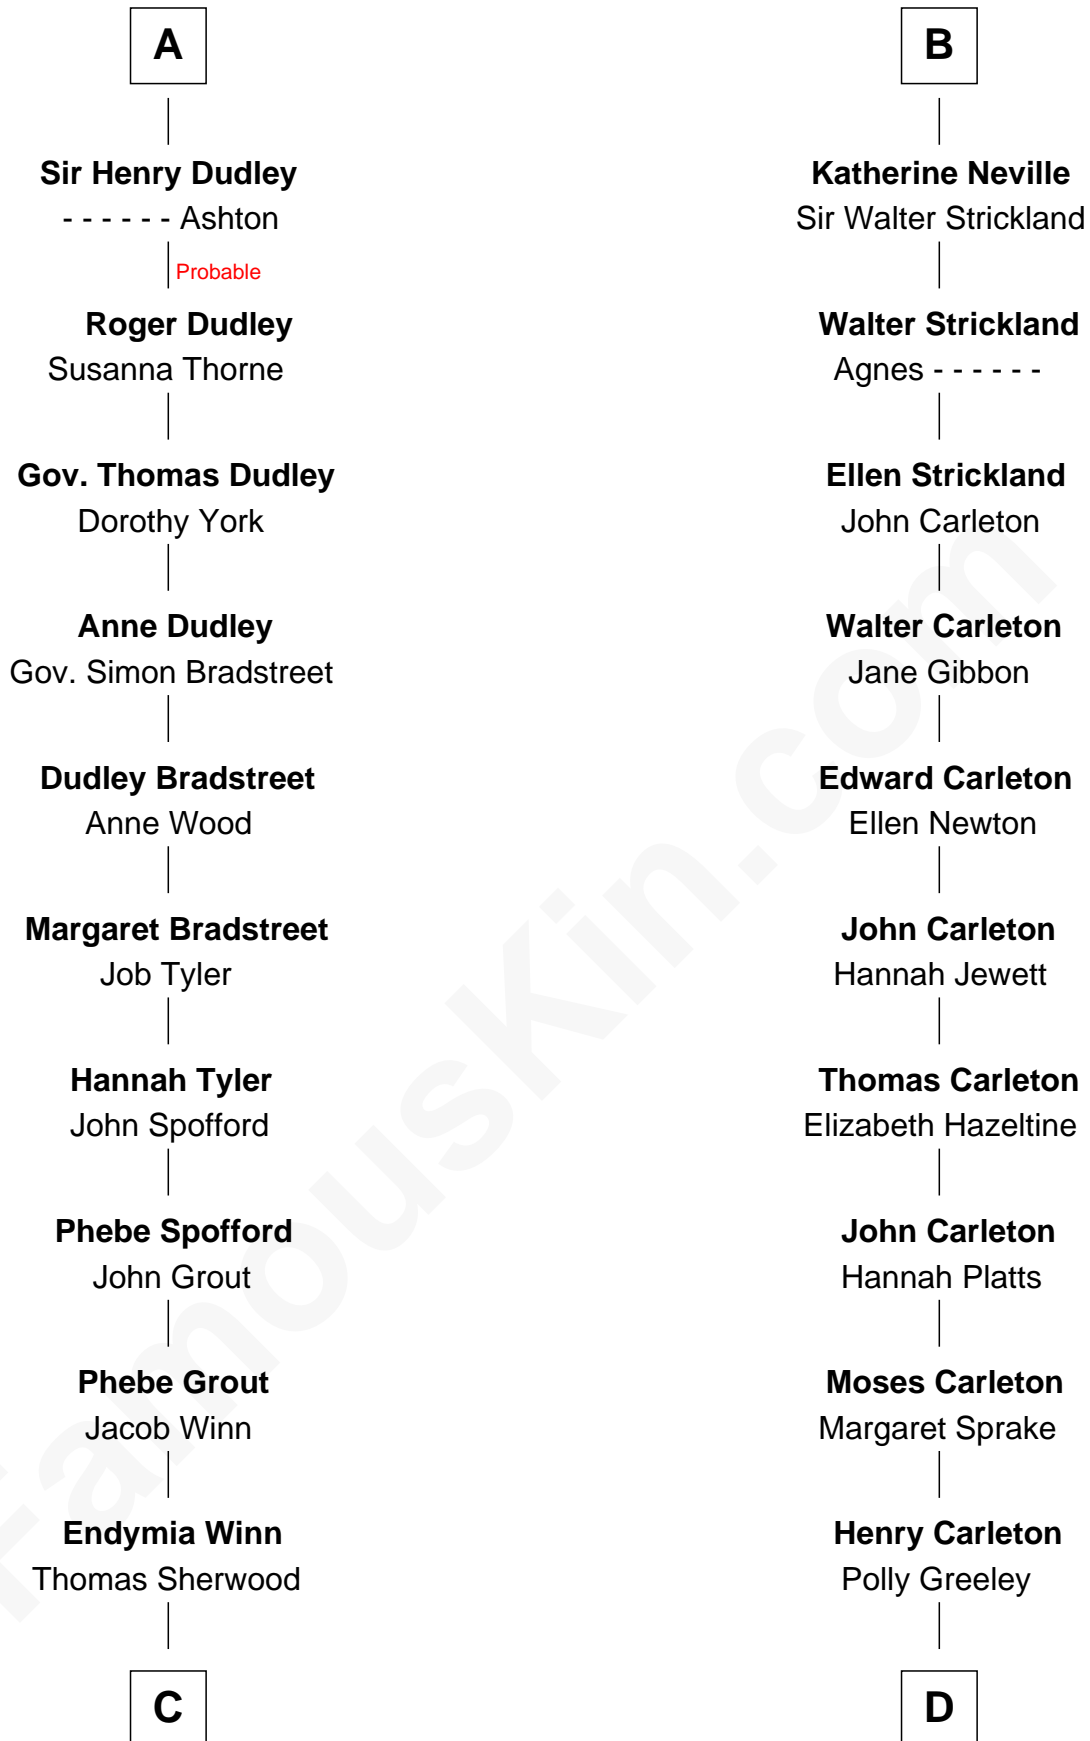 A
Sir Henry Dudley
- - - - - - Ashton
Probable
Roger Dudley
Susanna Thorne
Gov. Thomas Dudley
Dorothy York
Anne Dudley
Gov. Simon Bradstreet
Dudley Bradstreet
Anne Wood
Margaret Bradstreet
Job Tyler
Hannah Tyler
John Spofford
Phebe Spofford
John Grout
Phebe Grout
Jacob Winn
Endymia Winn
Thomas Sherwood
C
B
Katherine Neville
Sir Walter Strickland
Walter Strickland
Agnes - - - - - -
Ellen Strickland
John Carleton
Walter Carleton
Jane Gibbon
Edward Carleton
Ellen Newton
John Carleton
Hannah Jewett
Thomas Carleton
Elizabeth Hazeltine
John Carleton
Hannah Platts
Moses Carleton
Margaret Sprake
Henry Carleton
Polly Greeley
D
FamousKin.com